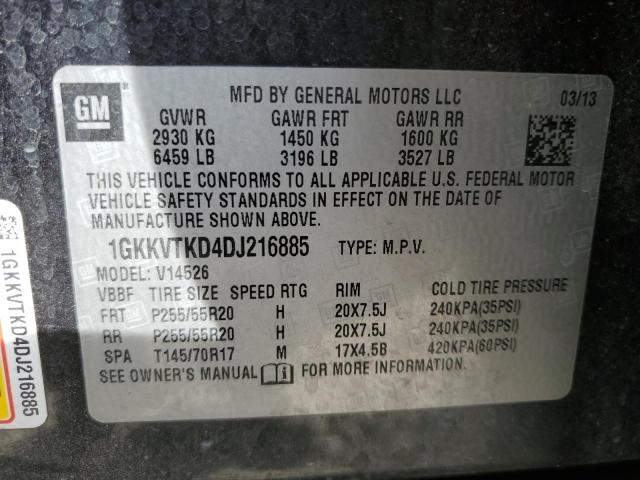 GM
MFD BY GENERAL MOTORS LLC 03/13
GVWR GAWR FRT GAWR RR
2930 KG 1450 KG 1600 KG
6459 LB 3196 LB 3527 LB
THIS VEHICLE CONFORMS TO ALL APPLICABLE U.S. FEDERAL MOTOR
VEHICLE SAFETY STANDARDS IN EFFECT ON THE DATE OF
MANUFACTURE SHOWN ABOVE.
1GKKVTKD4DJ216885 TYPE: M.P.V.
MODEL: V14526
VBBF TIRE SIZE SPEED RTG RIM COLD TIRE PRESSURE
FRT P255/55R20 H 20X7.5J 240KPA(35PSI)
RR P255/55R20 H 20X7.5J 240KPA(35PSI)
SPA T145/70R17 M 17X4.5B 420KPA(60PSI)
SEE OWNER'S MANUAL FOR MORE INFORMATION.
1GKKVTKD4DJ216885